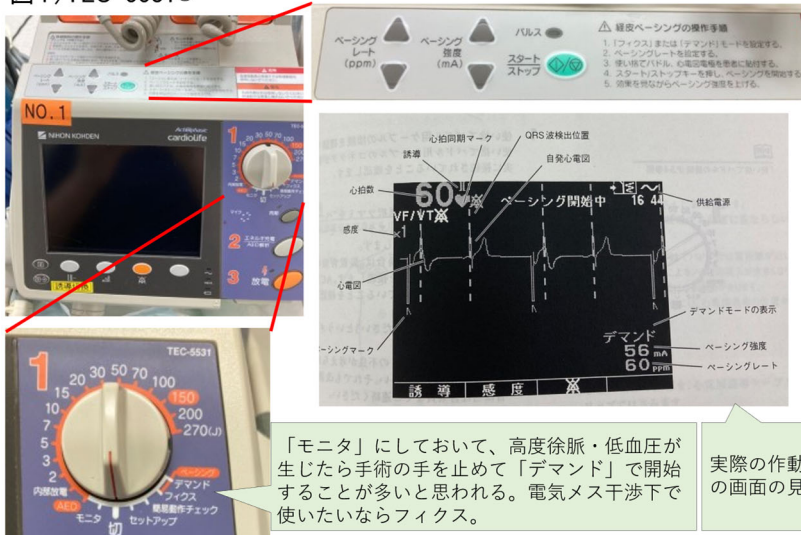 ペーシング
レート
(ppm)
ペーシング
強度
(mA)
パルス
スタート
ストップ
⚠ 経皮ペーシングの操作手順
1.「フィクス」または「デマンド」モードを設定する。
2. ペーシングレートを設定する。
3. 使い捨てパドル、心電図電極を患者に貼付する。
4. スタート/ストップキーを押し、ペーシングを開始する
5. 効果を見ながらペーシング強度を上げる。
NO.1
NIHON KOHDEN
cardiolife
1
2
3 放電
誘導
心拍同期マーク
QRS波検出位置
自発心電図
心拍数
感度
心電図
供給電源
デマンドモードの表示
ペーシング強度
ペーシングレート
60
ペーシング開始中
16 44
VF/VT
×1
デマンド
56 mA
60 ppm
誘導 感度
1
TEC-5531
2 3 5 7 10 15 20 30 50 70 100 150 200 270(J)
内部放電
AED
モニタ
切
セットアップ
簡易動作チェック
フィクス
デマンド
ペーシング
「モニタ」にしておいて、高度徐脈・低血圧が
生じたら手術の手を止めて「デマンド」で開始
することが多いと思われる。電気メス干渉下で
使いたいならフィクス。
実際の作動
の画面の見